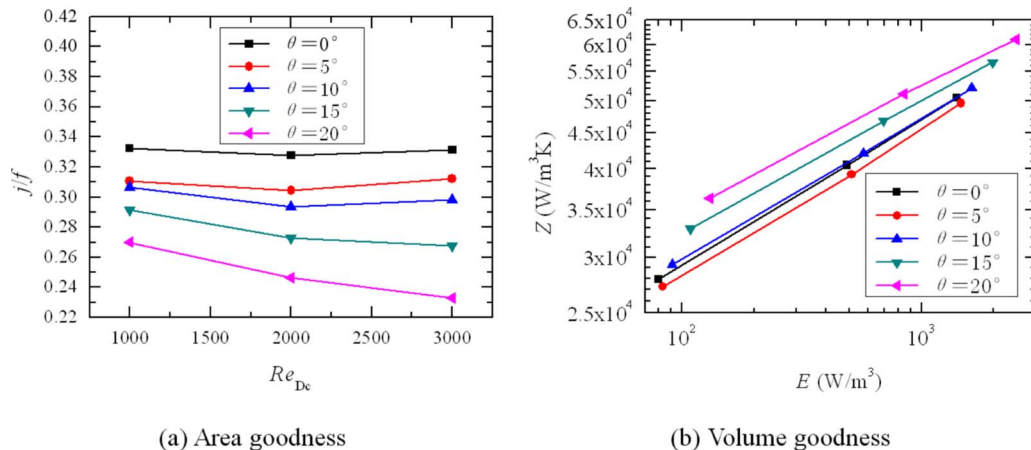 0.42
0.40
0.38
0.36
0.34
0.32
0.30
0.28
0.26
0.24
0.22
j/f
θ=0°
θ=5°
θ=10°
θ=15°
θ=20°
1000 1500 2000 2500 3000
Re_Dc
(a) Area goodness
6.5x10⁴
6x10⁴
5.5x10⁴
5x10⁴
4.5x10⁴
4x10⁴
3.5x10⁴
3x10⁴
2.5x10⁴
Z (W/m³K)
θ=0°
θ=5°
θ=10°
θ=15°
θ=20°
10² 10³
E (W/m³)
(b) Volume goodness